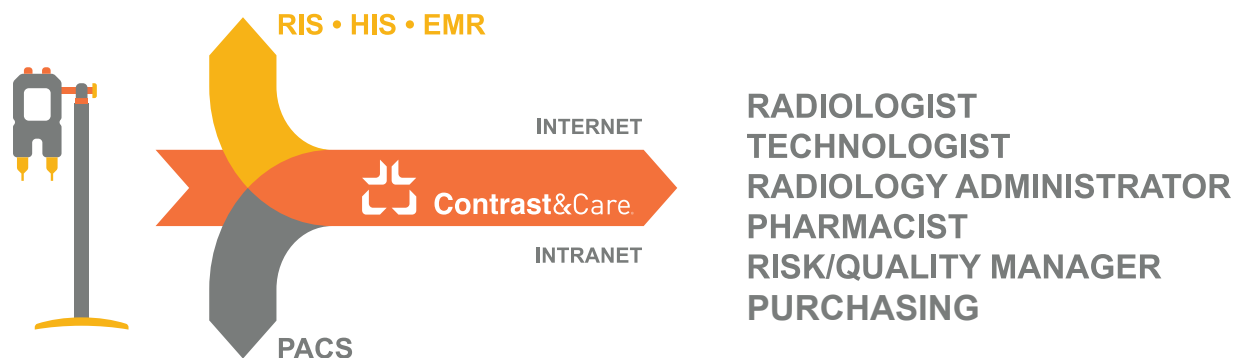 RIS • HIS • EMR
INTERNET
Contrast&Care®
INTRANET
PACS
RADIOLOGIST
TECHNOLOGIST
RADIOLOGY ADMINISTRATOR
PHARMACIST
RISK/QUALITY MANAGER
PURCHASING